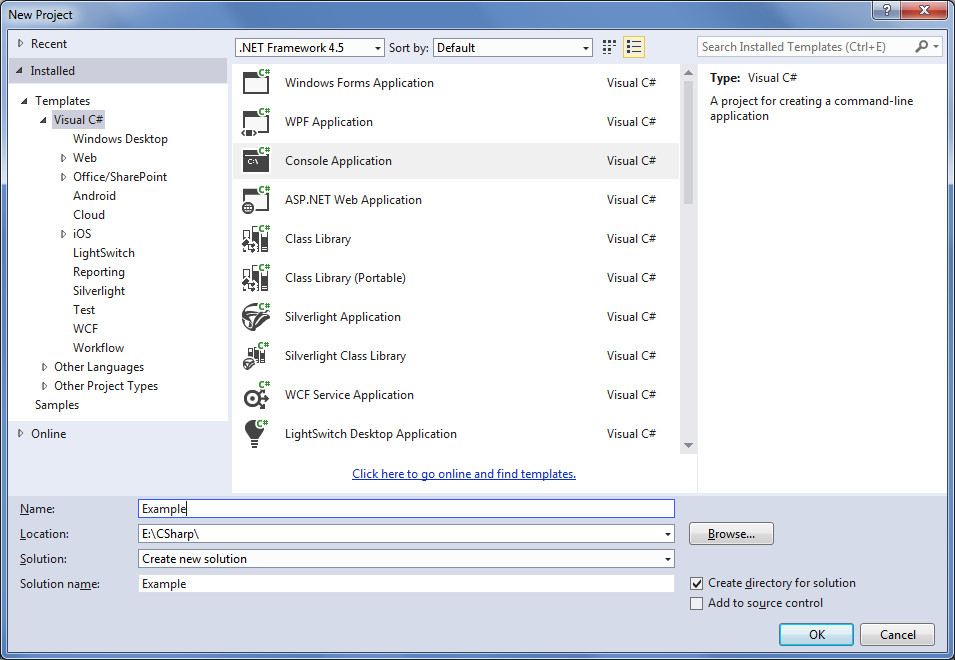 New Project
Recent
Installed
Templates
Visual C#
Windows Desktop
Web
Office/SharePoint
Android
Cloud
iOS
LightSwitch
Reporting
Silverlight
Test
WCF
Workflow
Other Languages
Other Project Types
Samples
Online
.NET Framework 4.5 Sort by: Default
C# Windows Forms Application Visual C#
C# WPF Application Visual C#
C# C:\ Console Application Visual C#
C# ASP.NET Web Application Visual C#
C# Class Library Visual C#
C# Class Library (Portable) Visual C#
C# Silverlight Application Visual C#
C# Silverlight Class Library Visual C#
C# WCF Service Application Visual C#
C# LightSwitch Desktop Application Visual C#
Click here to go online and find templates.
Search Installed Templates (Ctrl+E)
Type: Visual C#
A project for creating a command-line
application
Name: Example
Location: E:\CSharp\ Browse...
Solution: Create new solution
Solution name: Example
Create directory for solution
Add to source control
OK Cancel